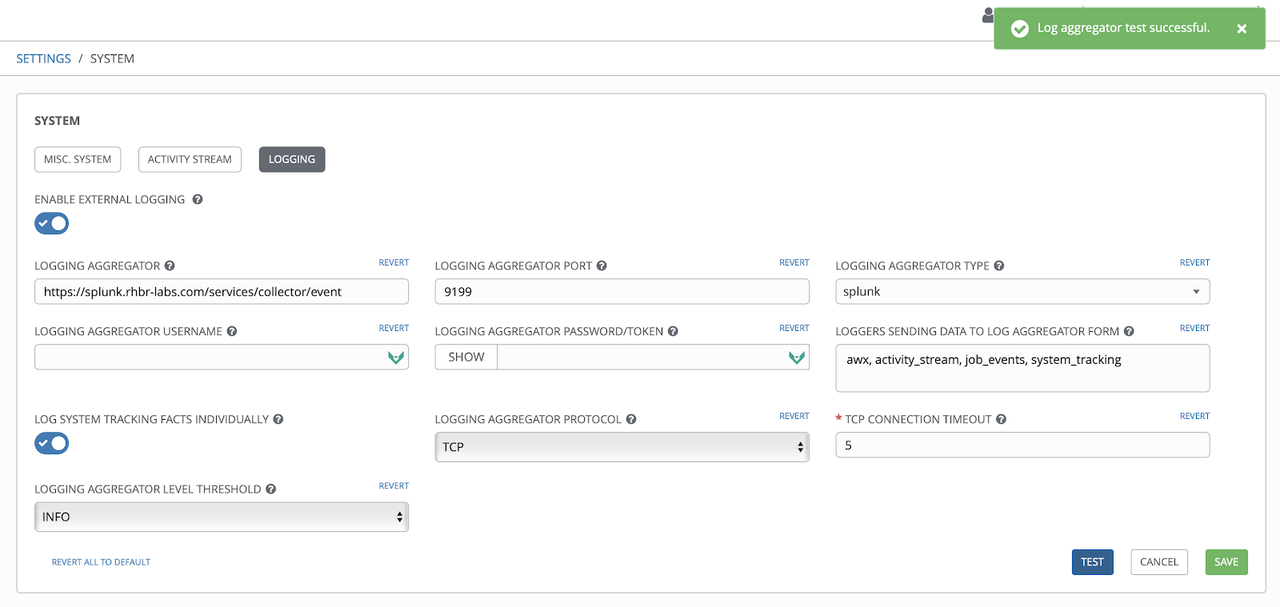 Log aggregator test successful.
SETTINGS / SYSTEM
SYSTEM
MISC. SYSTEM
ACTIVITY STREAM
LOGGING
ENABLE EXTERNAL LOGGING
LOGGING AGGREGATOR
REVERT
LOGGING AGGREGATOR PORT
REVERT
LOGGING AGGREGATOR TYPE
REVERT
https://splunk.rhbr-labs.com/services/collector/event
9199
splunk
LOGGING AGGREGATOR USERNAME
REVERT
LOGGING AGGREGATOR PASSWORD/TOKEN
REVERT
LOGGERS SENDING DATA TO LOG AGGREGATOR FORM
REVERT
SHOW
awx, activity_stream, job_events, system_tracking
LOG SYSTEM TRACKING FACTS INDIVIDUALLY
LOGGING AGGREGATOR PROTOCOL
REVERT
* TCP CONNECTION TIMEOUT
REVERT
TCP
5
LOGGING AGGREGATOR LEVEL THRESHOLD
REVERT
INFO
REVERT ALL TO DEFAULT
TEST
CANCEL
SAVE